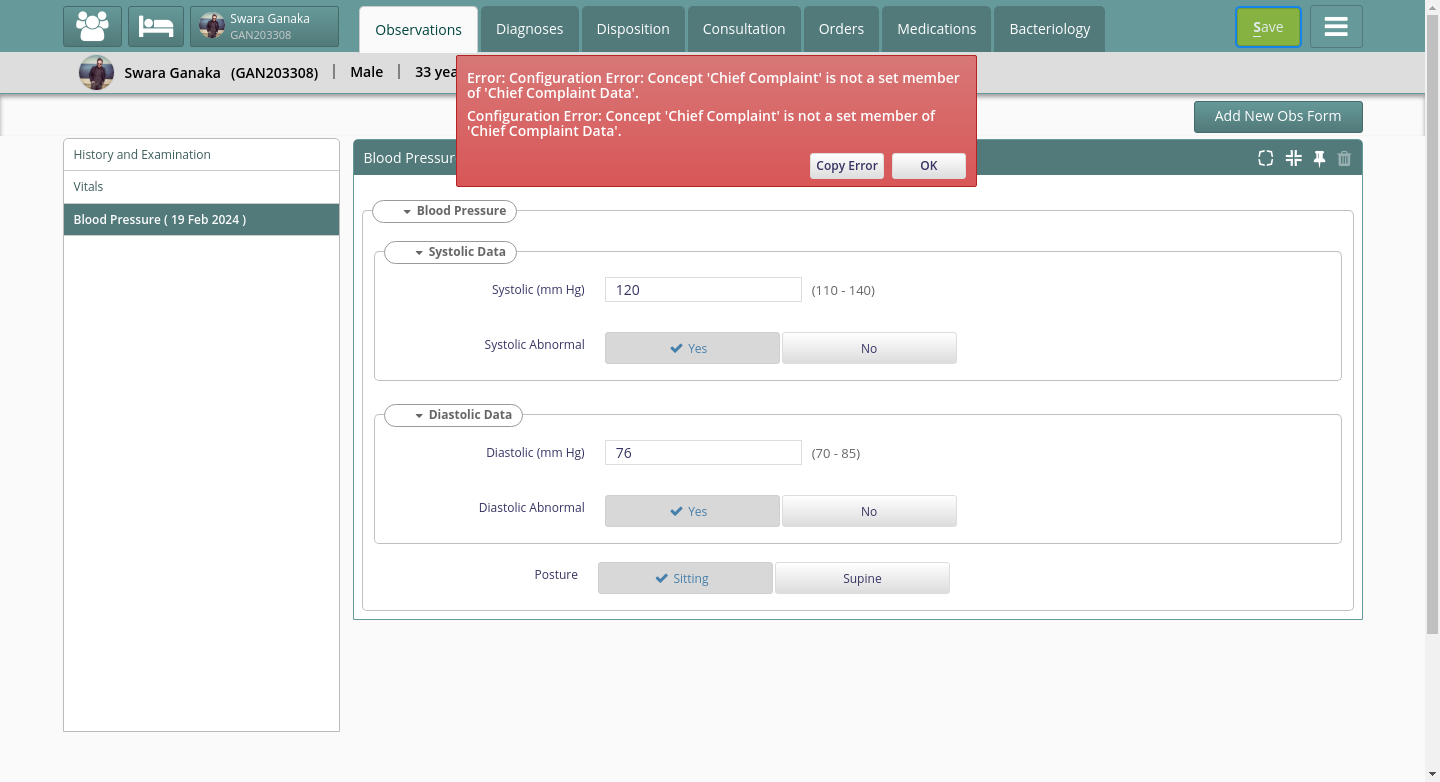 Swara Ganaka
GAN203308
Observations
Diagnoses
Disposition
Consultation
Orders
Medications
Bacteriology
Save
Swara Ganaka (GAN203308) | Male | 33
Error: Configuration Error: Concept 'Chief Complaint' is not a set member
of 'Chief Complaint Data'.
Configuration Error: Concept 'Chief Complaint' is not a set member of
'Chief Complaint Data'.
Copy Error
OK
Add New Obs Form
History and Examination
Vitals
Blood Pressure ( 19 Feb 2024 )
Blood Pressur
Blood Pressure
Systolic Data
Systolic (mm Hg) 120 (110 - 140)
Systolic Abnormal Yes No
Diastolic Data
Diastolic (mm Hg) 76 (70 - 85)
Diastolic Abnormal Yes No
Posture Sitting Supine